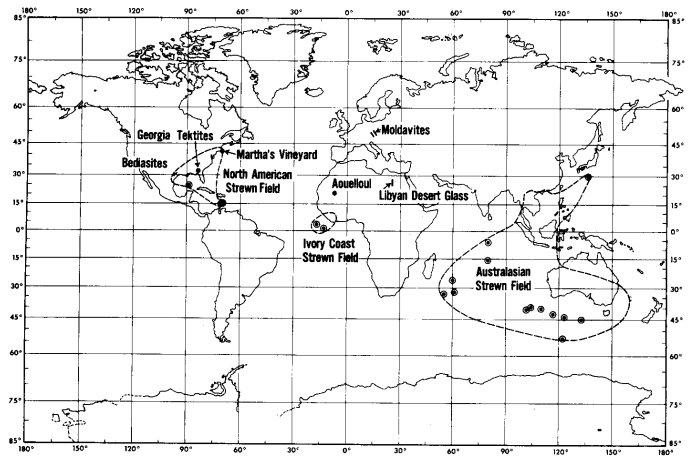 180° 150° 120° 90° 60° 30° 0° 30° 60° 90° 120° 150° 180°
85° 85°
75° 75°
60° 60°
Moldavites
45° 45°
Georgia Tektites
Martha's Vineyard
Bediasites
North American
Strewn Field
Aouelloul
Libyan Desert Glass
30° 30°
15° 15°
0° 0°
Ivory Coast
Strewn Field
Australasian
Strewn Field
15° 15°
30° 30°
45° 45°
60° 60°
75° 75°
85° 85°
180° 150° 120° 90° 60° 30° 0° 30° 60° 90° 120° 150° 180°